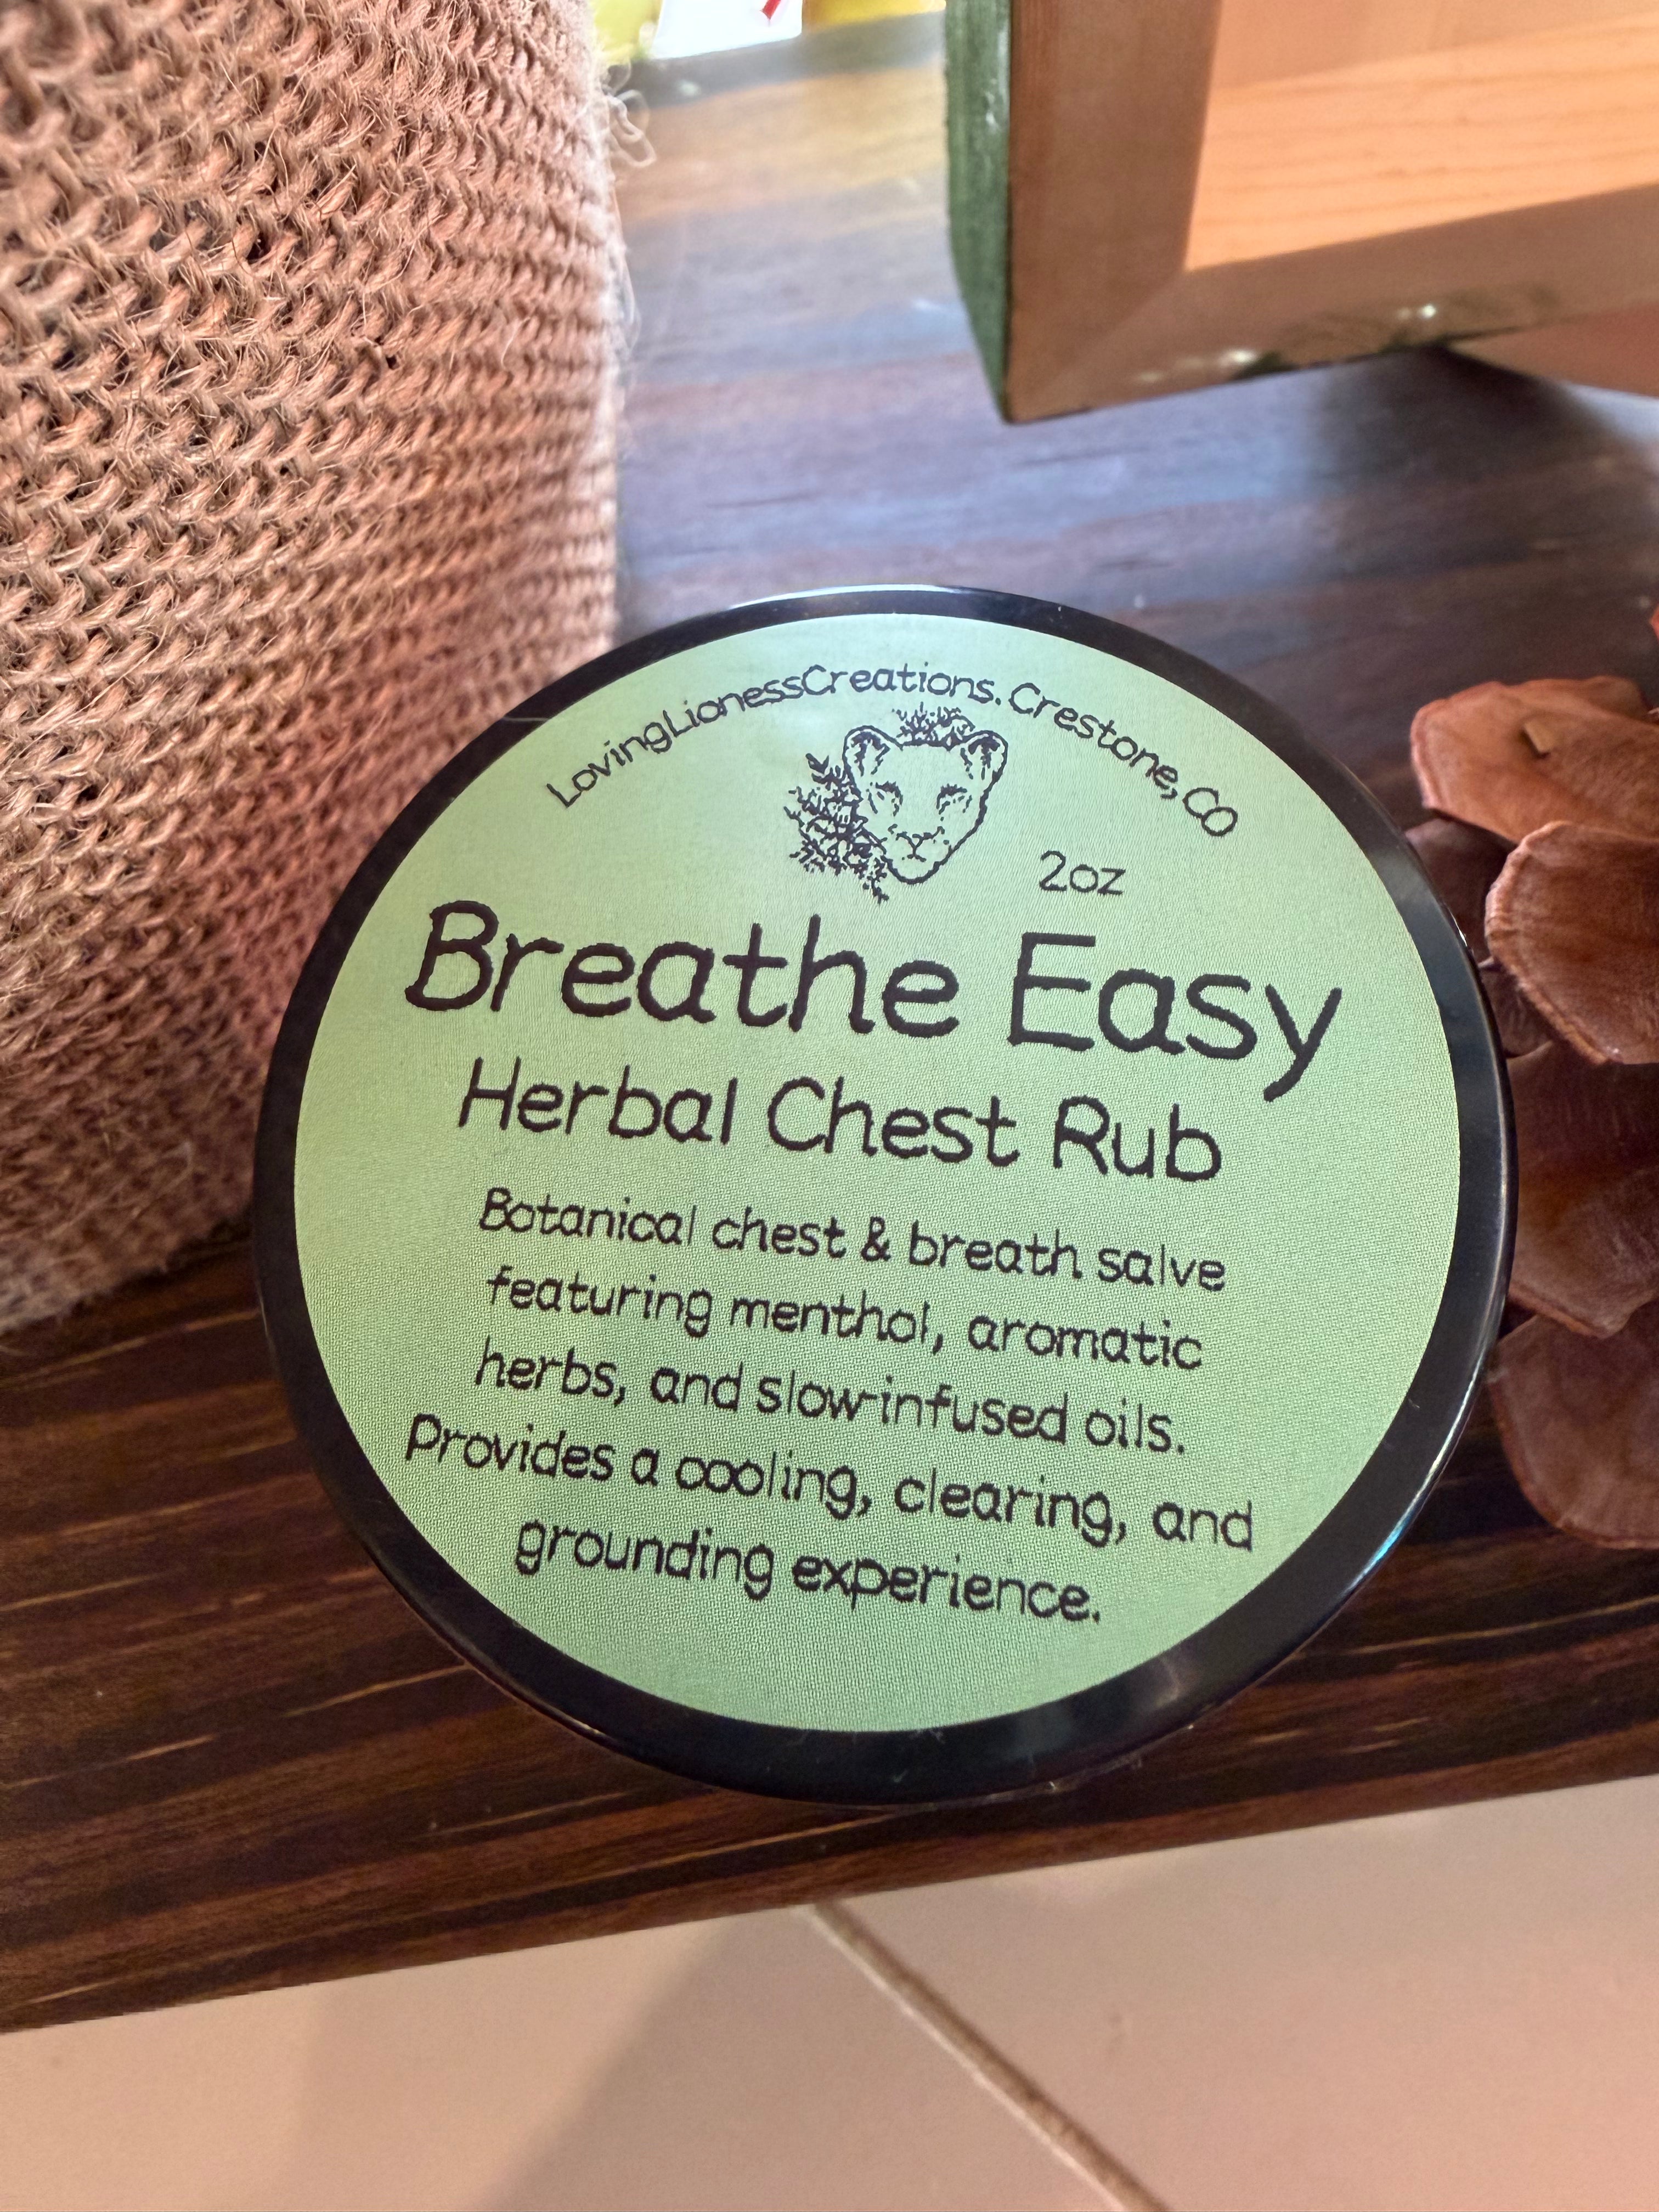 LovingLionessCreations. Crestone, CO
2oz
Breathe Easy
Herbal Chest Rub
Botanical chest & breath salve
featuring menthol, aromatic
herbs, and slow-infused oils.
Provides a cooling, clearing, and
grounding experience.